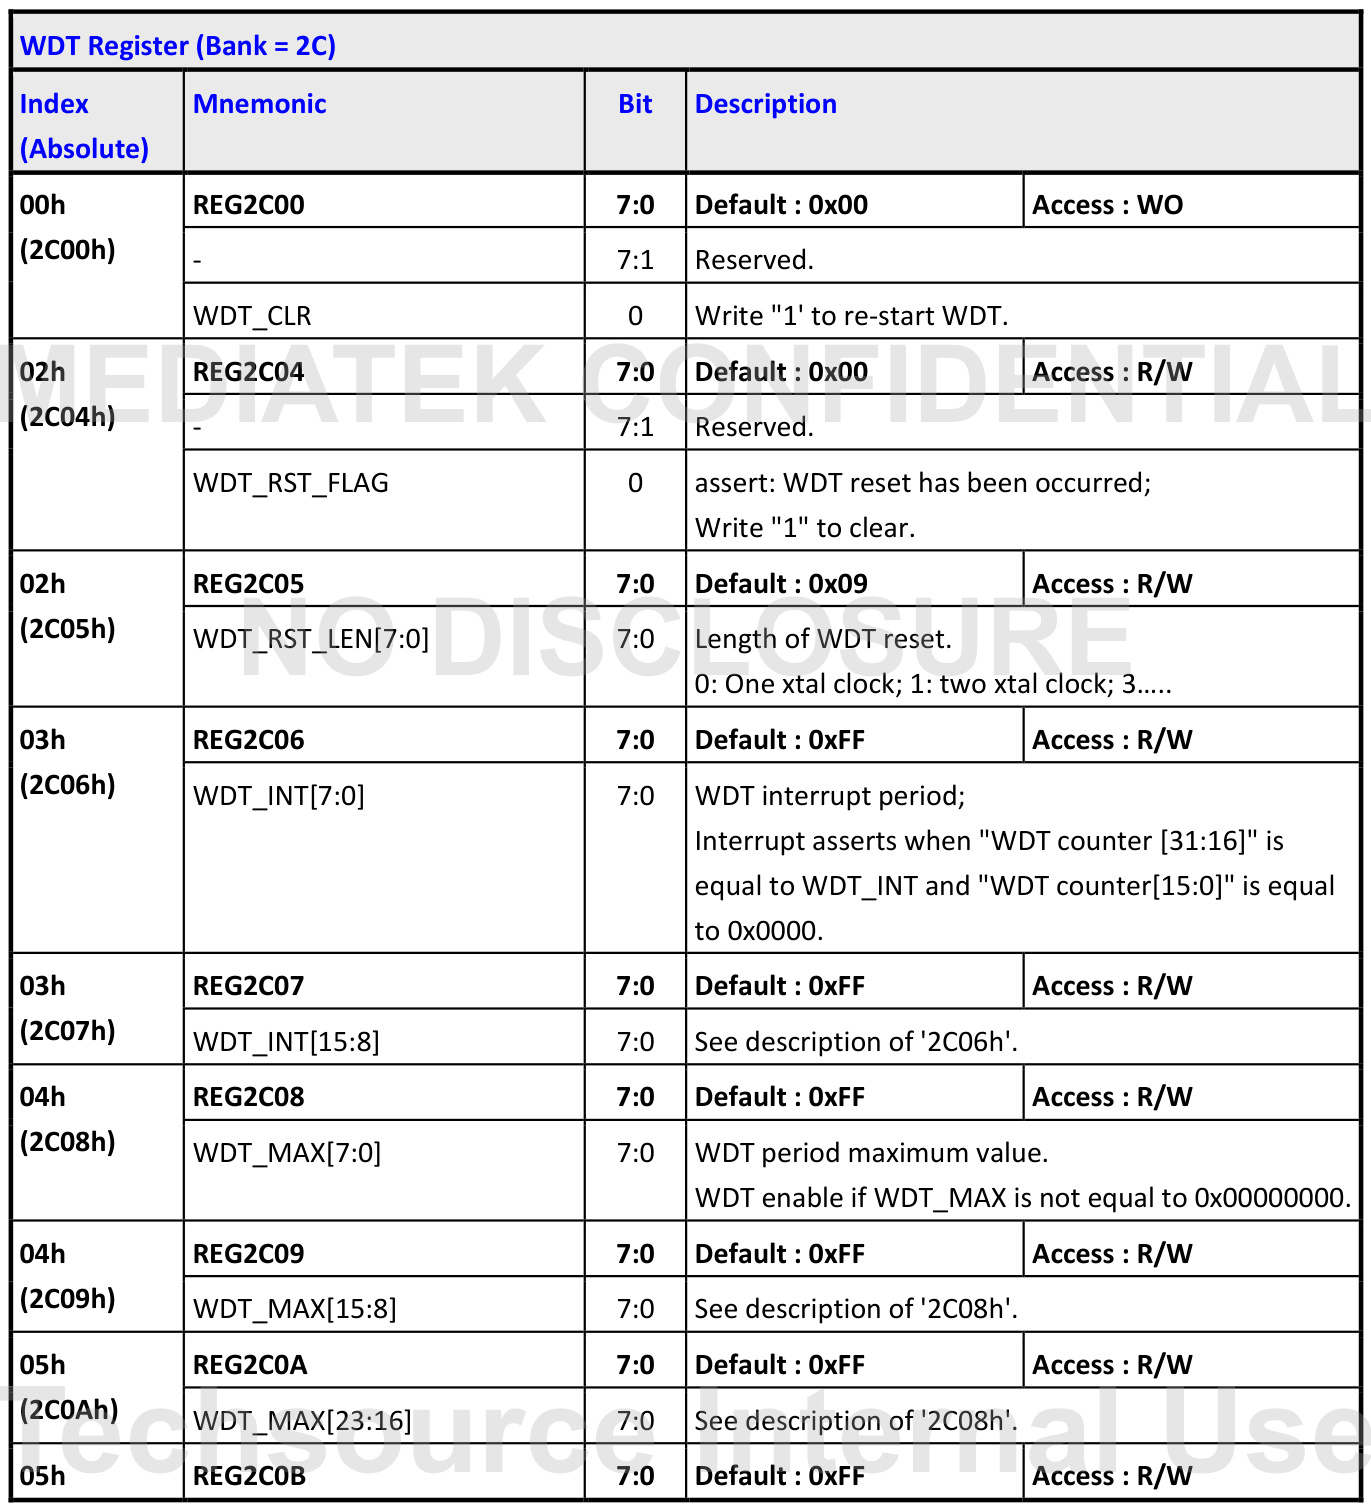 WDT Register (Bank = 2C)
Index
(Absolute)
Mnemonic
Bit
Description
00h
(2C00h)
REG2C00
7:0
Default : 0x00
Access : WO
-
7:1
Reserved.
WDT_CLR
0
Write "1' to re-start WDT.
MEDIATEK CONFIDENTIAL
02h
(2C04h)
REG2C04
7:0
Default : 0x00
Access : R/W
-
7:1
Reserved.
WDT_RST_FLAG
0
assert: WDT reset has been occurred;
Write "1" to clear.
02h
(2C05h)
REG2C05
7:0
Default : 0x09
Access : R/W
NO DISCLOSURE
WDT_RST_LEN[7:0]
7:0
Length of WDT reset.
0: One xtal clock; 1: two xtal clock; 3.....
03h
(2C06h)
REG2C06
7:0
Default : 0xFF
Access : R/W
WDT_INT[7:0]
7:0
WDT interrupt period;
Interrupt asserts when "WDT counter [31:16]" is
equal to WDT_INT and "WDT counter[15:0]" is equal
to 0x0000.
03h
(2C07h)
REG2C07
7:0
Default : 0xFF
Access : R/W
WDT_INT[15:8]
7:0
See description of '2C06h'.
04h
(2C08h)
REG2C08
7:0
Default : 0xFF
Access : R/W
WDT_MAX[7:0]
7:0
WDT period maximum value.
WDT enable if WDT_MAX is not equal to 0x00000000.
04h
(2C09h)
REG2C09
7:0
Default : 0xFF
Access : R/W
WDT_MAX[15:8]
7:0
See description of '2C08h'.
05h
(2C0Ah)
REG2C0A
7:0
Default : 0xFF
Access : R/W
WDT_MAX[23:16]
7:0
See description of '2C08h'.
Techsource Internal Use
05h
REG2C0B
7:0
Default : 0xFF
Access : R/W